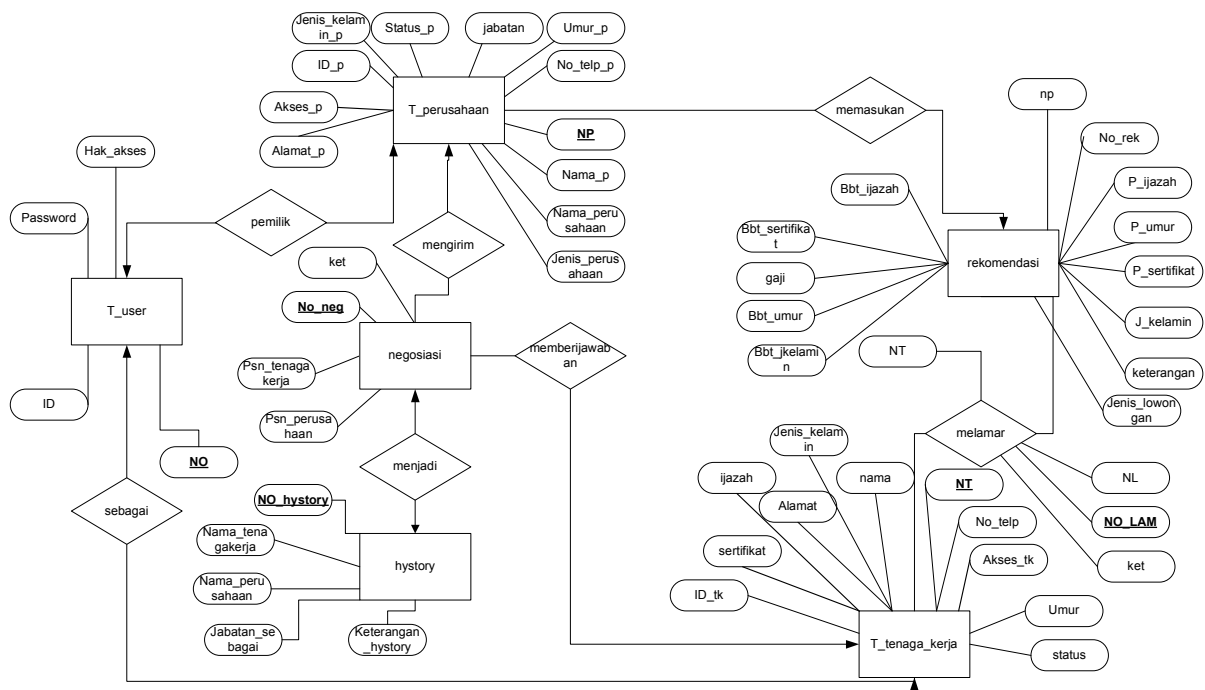 Jenis_kelam
in_p
Status_p
jabatan
Umur_p
ID_p
No_telp_p
T_perusahaan
Akses_p
NP
Alamat_p
Nama_p
Nama_peru
sahaan
Jenis_perus
ahaan
memasukan
np
No_rek
P_ijazah
P_umur
P_sertifikat
J_kelamin
keterangan
Jenis_lowon
gan
rekomendasi
Bbt_ijazah
Bbt_sertifika
t
gaji
Bbt_umur
Bbt_jkelami
n
Hak_akses
Password
pemilik
T_user
ID
NO
sebagai
mengirim
ket
No_neg
negosiasi
Psn_tenaga
kerja
Psn_perusa
haan
memberijawab
an
menjadi
NO_hystory
Nama_tena
gakerja
hystory
Nama_peru
sahaan
Jabatan_se
bagai
Keterangan
_hystory
NT
melamar
NL
NO_LAM
ket
Jenis_kelam
in
ijazah
nama
NT
Alamat
No_telp
sertifikat
Akses_tk
ID_tk
Umur
T_tenaga_kerja
status